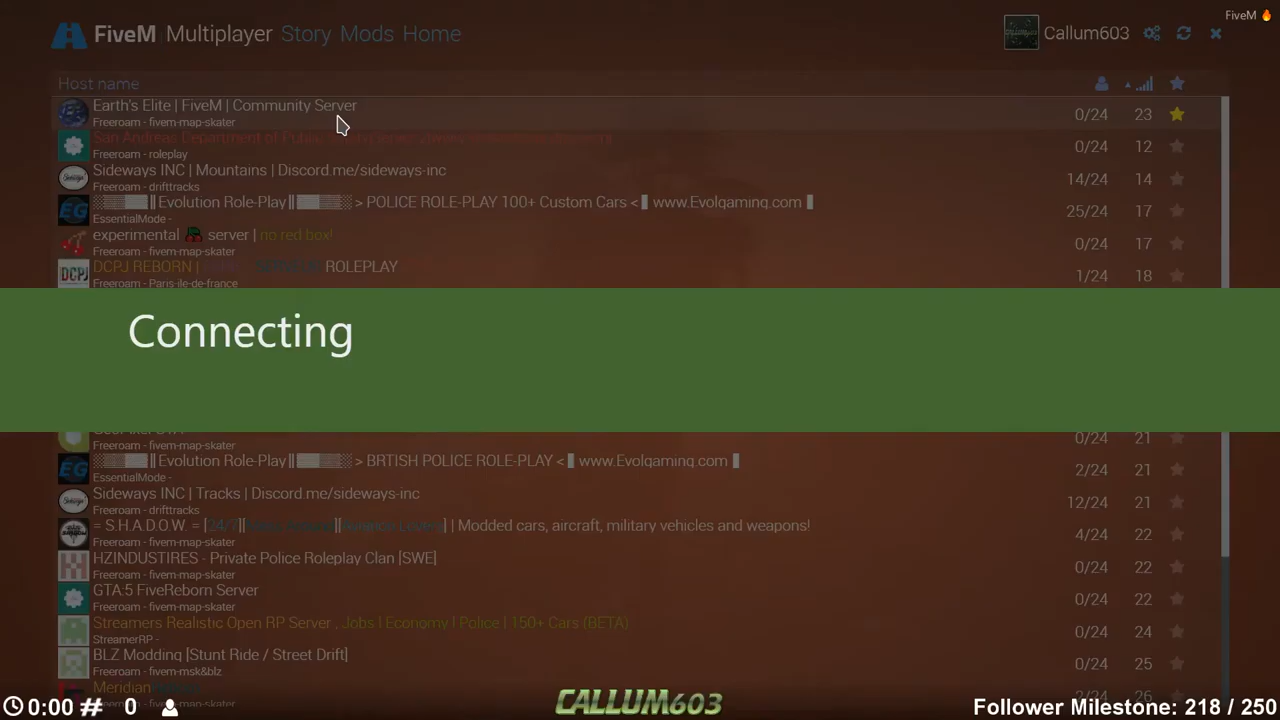 FiveM
FiveM Multiplayer Story Mods Home
Callum603
Host name
Earth's Elite | FiveM | Community Server
Freeroam - fivem-map-skater
0/24 23
San Andreas Department of Public
Freeroam - roleplay
0/24 12
Sideways INC | Mountains | Discord.me/sideways-inc
Freeroam - drifttracks
14/24 14
EG
░▒▓||Evolution Role-Play||▓▒░ > POLICE ROLE-PLAY 100+ Custom Cars < ▌ www.Evolgaming.com ▐
EssentialMode -
25/24 17
experimental 🍒 server | no red box!
Freeroam - fivem-map-skater
0/24 17
DCPJ
DCPJ REBORN | ROLEPLAY
Freeroam - Paris-ile-de-france
1/24 18
Connecting
Freeroam - fivem-map-skater
0/24 21
EG
░▒▓||Evolution Role-Play||▓▒░ > BRTISH POLICE ROLE-PLAY < ▌ www.Evolgaming.com ▐
EssentialMode -
2/24 21
Sideways INC | Tracks | Discord.me/sideways-inc
Freeroam - drifttracks
12/24 21
= S.H.A.D.O.W. = [24/7] | Modded cars, aircraft, military vehicles and weapons!
Freeroam - fivem-map-skater
4/24 22
HZINDUSTIRES - Private Police Roleplay Clan [SWE]
Freeroam - fivem-map-skater
0/24 22
GTA:5 FiveReborn Server
Freeroam - fivem-map-skater
0/24 22
Streamers Realistic Open RP Server , Jobs | Economy | Police | 150+ Cars (BETA)
StreamerRP -
0/24 24
BLZ Modding [Stunt Ride / Street Drift]
Freeroam - fivem-msk&blz
0/24 25
Meridian
Freeroam - fivem-map-skater
2/24 26
0:00 # 0
CALLUM603
Follower Milestone: 218 / 250